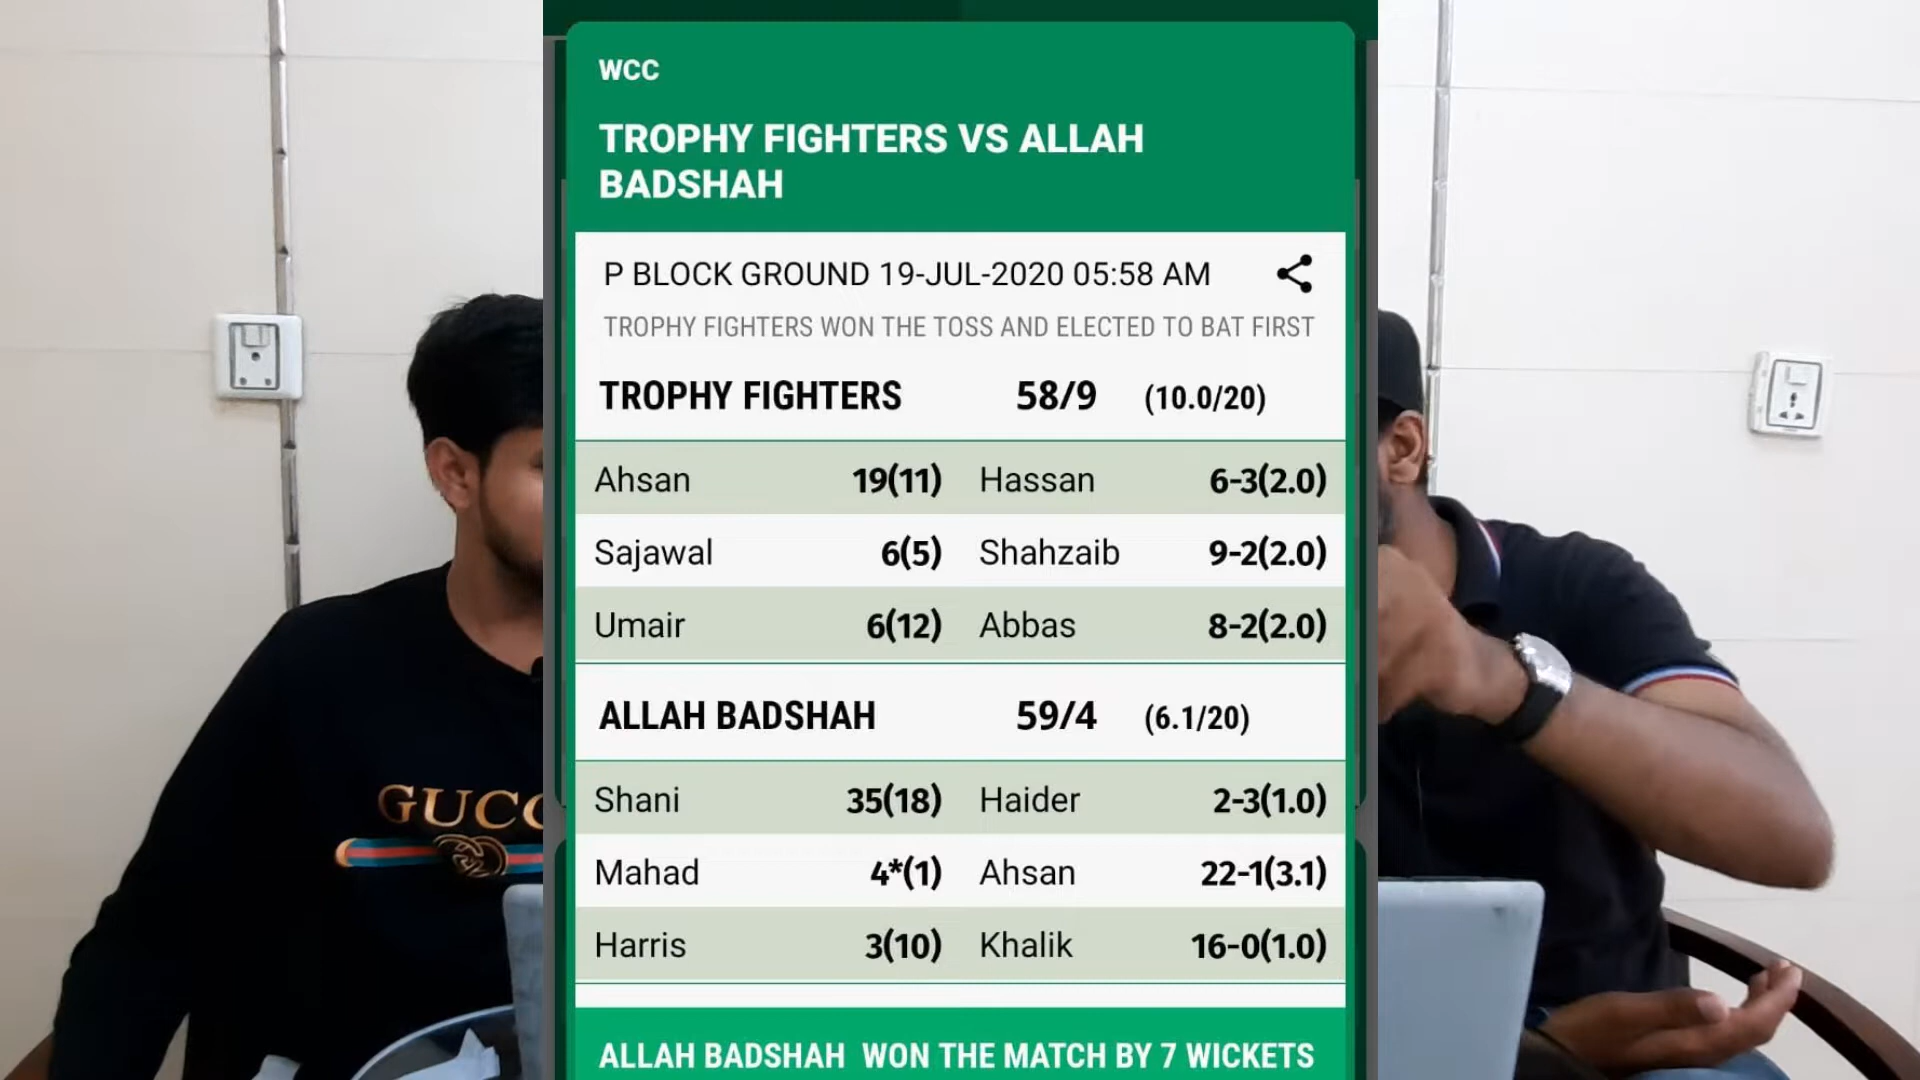 WCC
TROPHY FIGHTERS VS ALLAH
BADSHAH
P BLOCK GROUND 19-JUL-2020 05:58 AM
TROPHY FIGHTERS WON THE TOSS AND ELECTED TO BAT FIRST
TROPHY FIGHTERS 58/9 (10.0/20)
Ahsan 19(11) Hassan 6-3(2.0)
Sajawal 6(5) Shahzaib 9-2(2.0)
Umair 6(12) Abbas 8-2(2.0)
ALLAH BADSHAH 59/4 (6.1/20)
Shani 35(18) Haider 2-3(1.0)
Mahad 4*(1) Ahsan 22-1(3.1)
Harris 3(10) Khalik 16-0(1.0)
ALLAH BADSHAH WON THE MATCH BY 7 WICKETS
GUCC